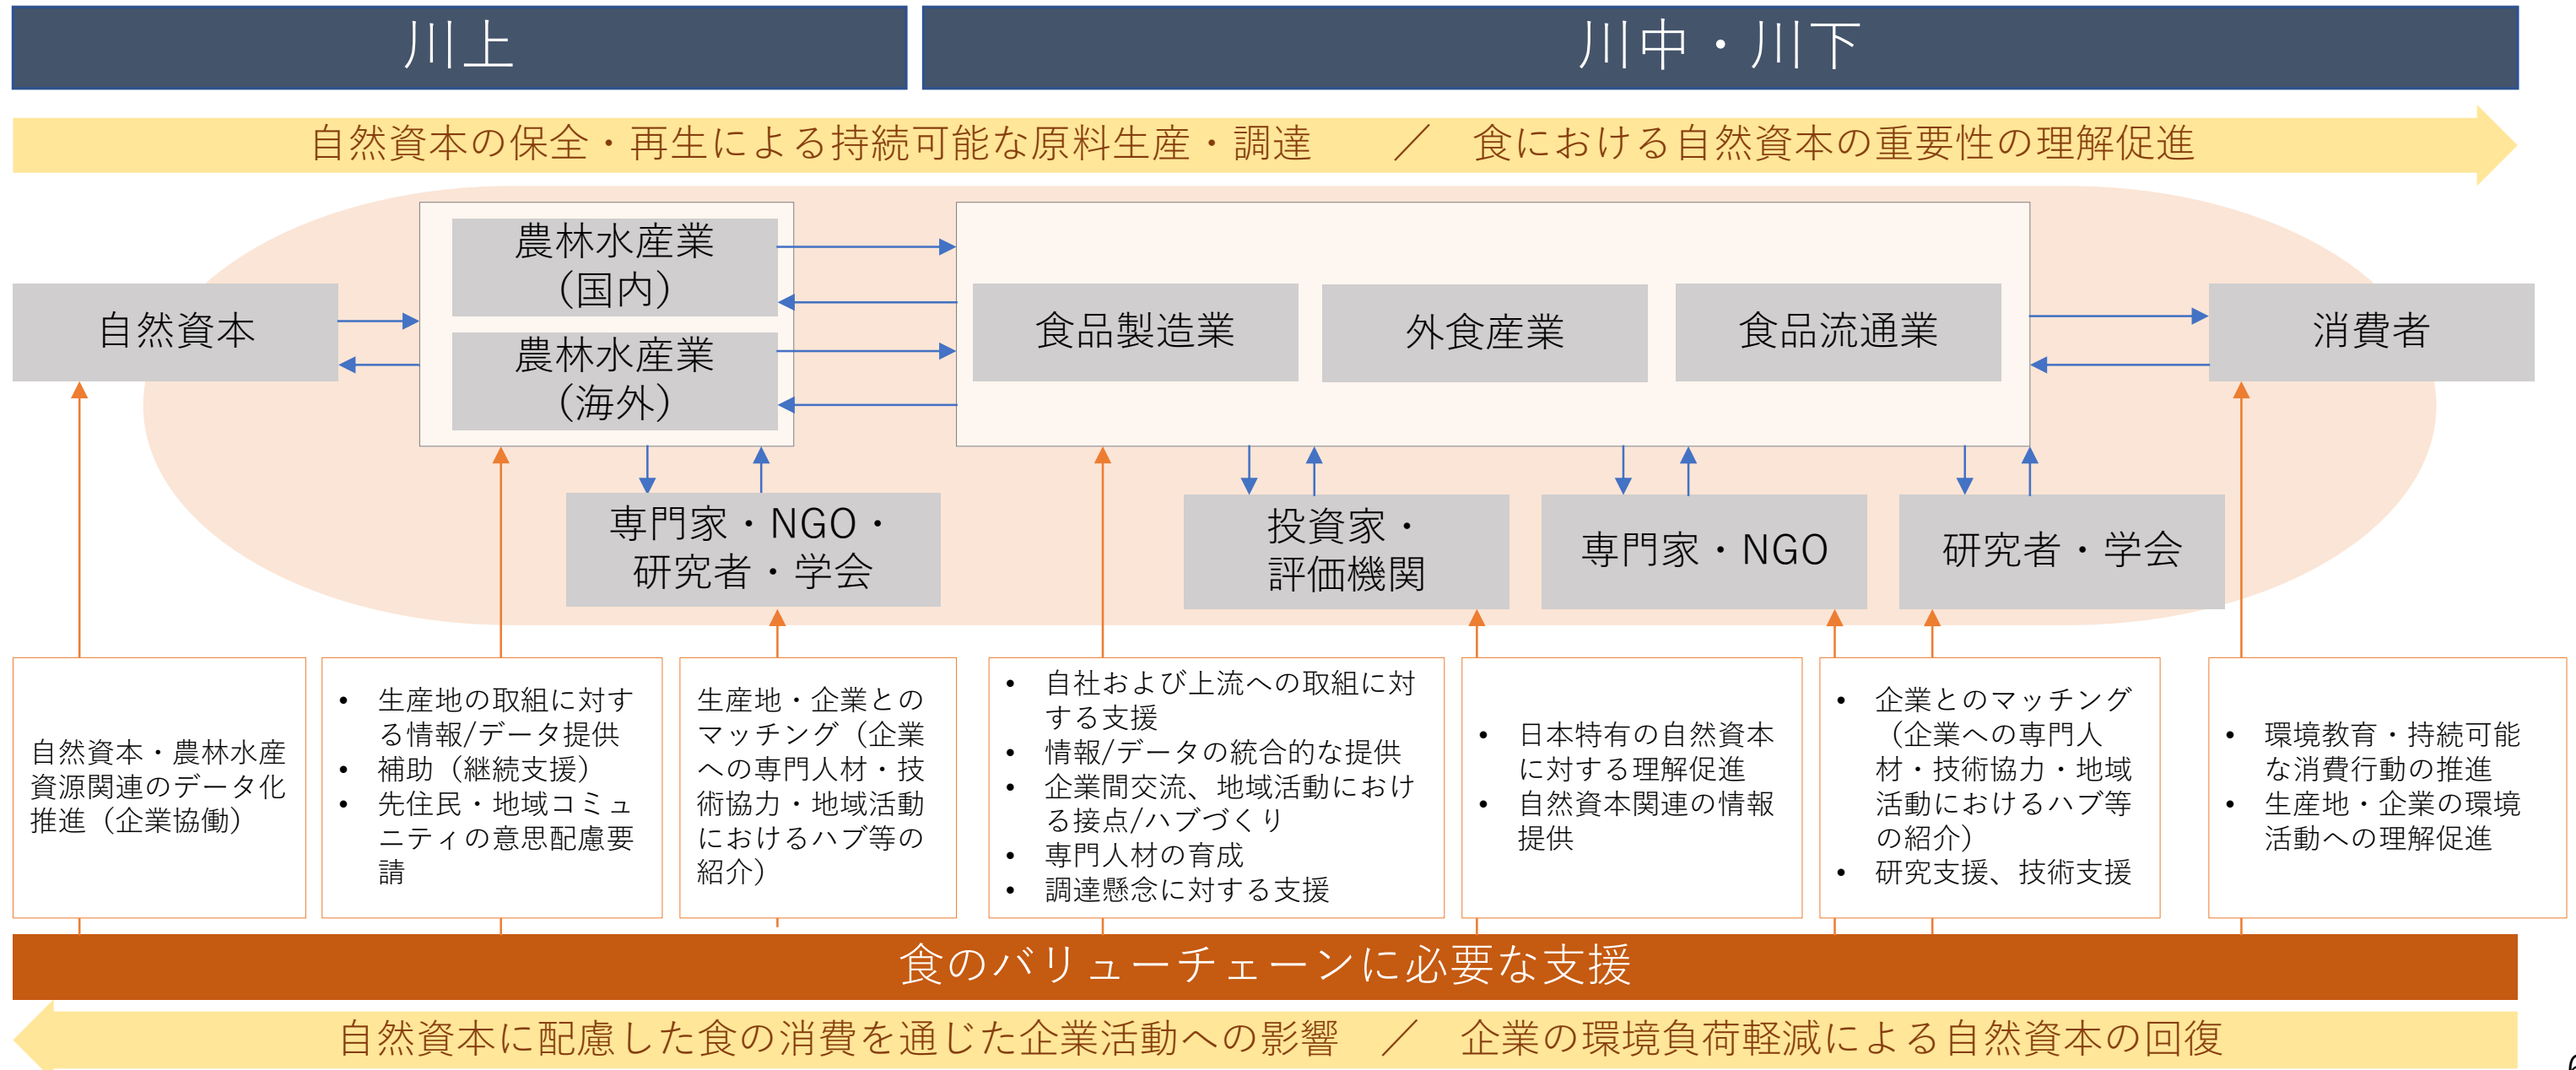 川上
川中・川下
自然資本の保全・再生による持続可能な原料生産・調達　／　食における自然資本の重要性の理解促進
自然資本
農林水産業
（国内）
農林水産業
（海外）
食品製造業
外食産業
食品流通業
消費者
専門家・NGO・
研究者・学会
投資家・
評価機関
専門家・NGO
研究者・学会
自然資本・農林水産
資源関連のデータ化
推進（企業協働）
• 生産地の取組に対す
る情報/データ提供
• 補助（継続支援）
• 先住民・地域コミュ
ニティの意思配慮要
請
生産地・企業との
マッチング（企業
への専門人材・技
術協力・地域活動
におけるハブ等の
紹介）
• 自社および上流への取組に対
する支援
• 情報/データの統合的な提供
• 企業間交流、地域活動におけ
る接点/ハブづくり
• 専門人材の育成
• 調達懸念に対する支援
• 日本特有の自然資本
に対する理解促進
• 自然資本関連の情報
提供
• 企業とのマッチング
（企業への専門人
材・技術協力・地域
活動におけるハブ等
の紹介）
• 研究支援、技術支援
• 環境教育・持続可能
な消費行動の推進
• 生産地・企業の環境
活動への理解促進
食のバリューチェーンに必要な支援
自然資本に配慮した食の消費を通じた企業活動への影響　／　企業の環境負荷軽減による自然資本の回復